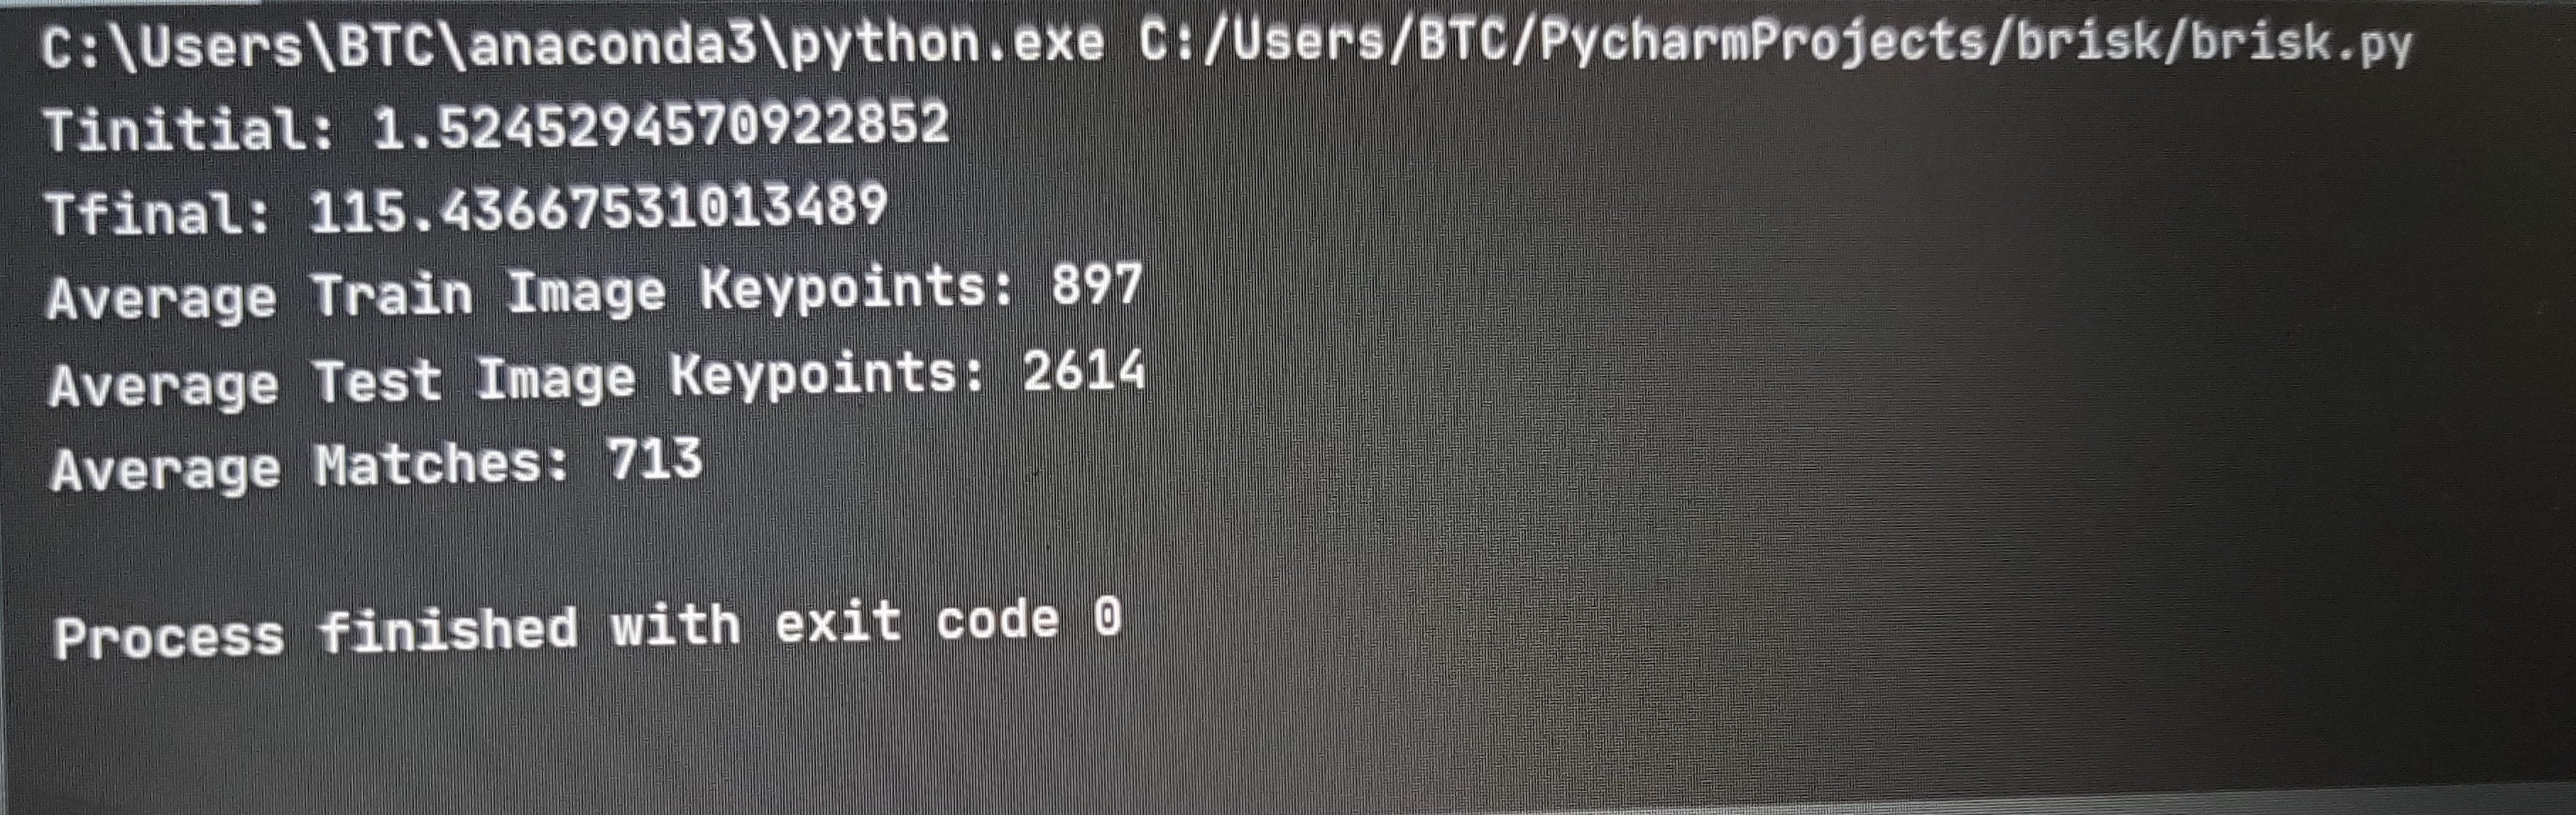 C:\Users\BTC\anaconda3\python.exe C:/Users/BTC/PycharmProjects/brisk/brisk.py
Tinitial: 1.5245294570922852
Tfinal: 115.43667531013489
Average Train Image Keypoints: 897
Average Test Image Keypoints: 2614
Average Matches: 713
Process finished with exit code 0